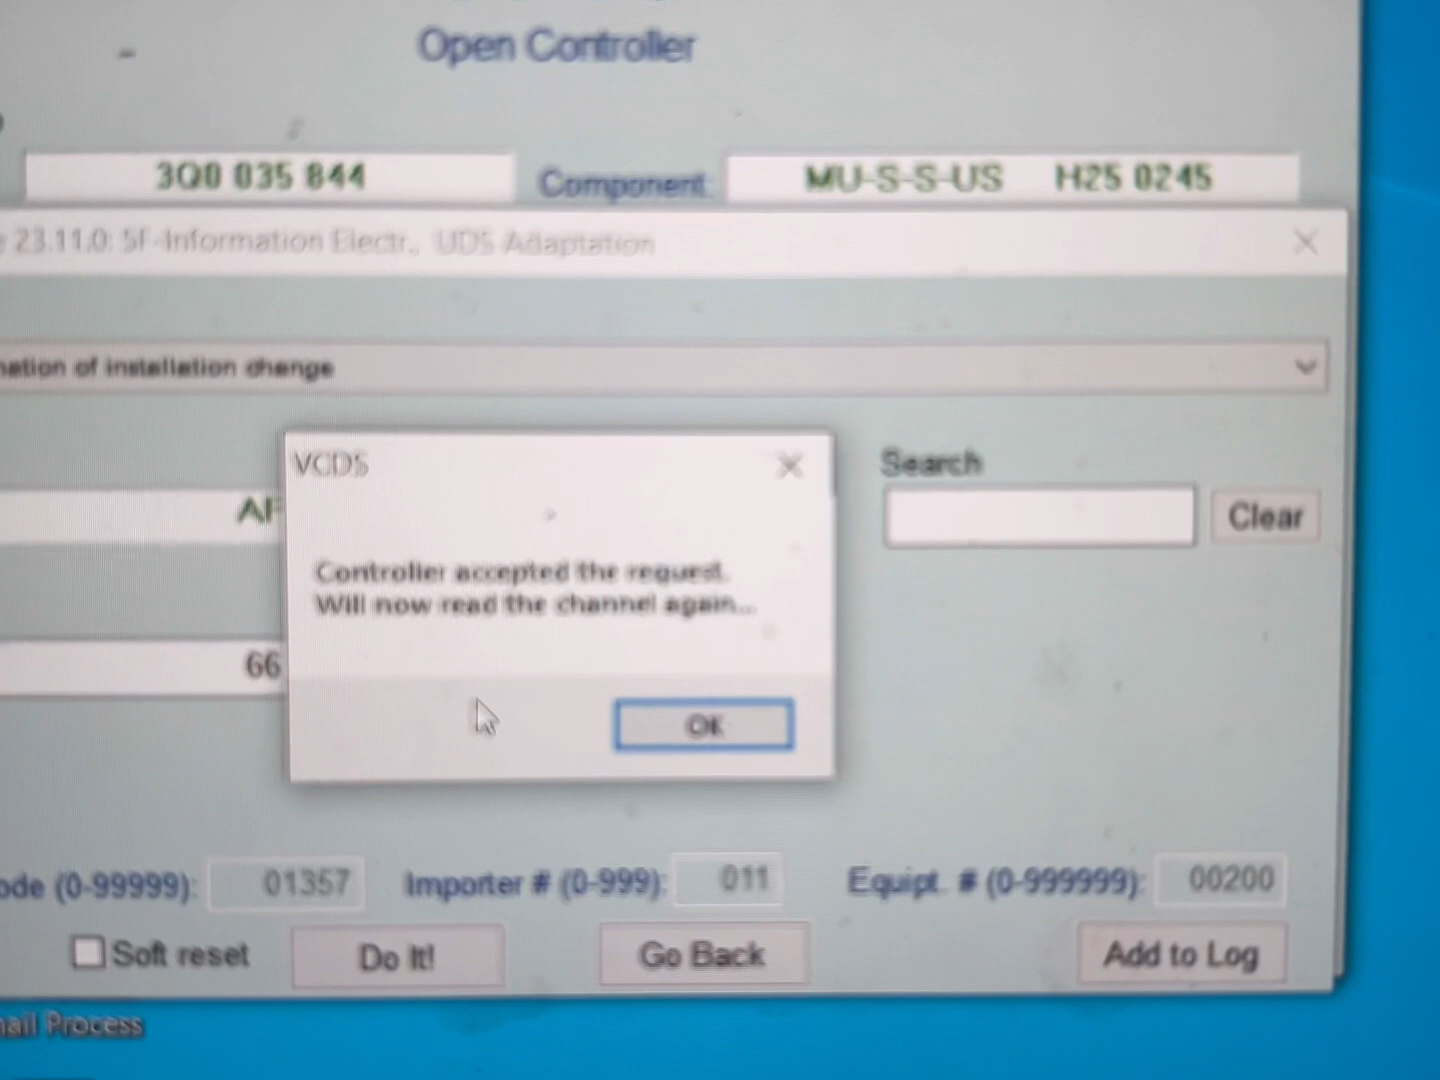 Open Controller
3Q0 035 844 Component: MU-S-S-US H25 0245
23.11.0: 5F-Information Electr., UDS Adaptation
of installation change
VCDS
Search
Clear
Controller accepted the request.
Will now read the channel again...
66
OK
(0-99999): 01357 Importer # (0-999): 011 Equipt. # (0-999999): 00200
Soft reset Do It! Go Back Add to Log
Process